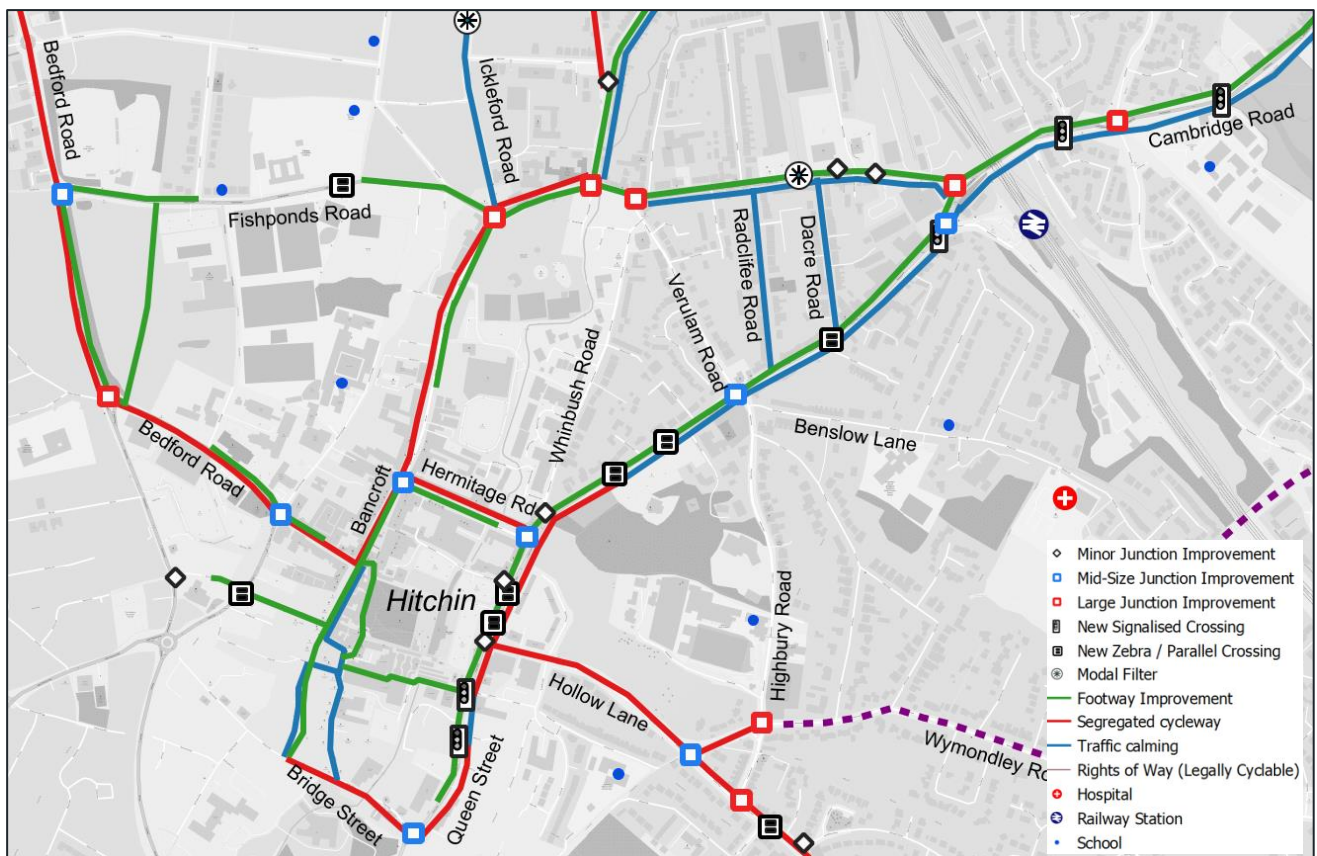 Bedford Road
Ickleford Road
Cambridge Road
Fishponds Road
Radclifee Road
Dacre Road
Verulam Road
Whinbush Road
Benslow Lane
Bedford Road
Bancroft
Hermitage Rd
Hitchin
Highbury Road
Hollow Lane
Wymondley Ro
Bridge Street
Queen Street
Minor Junction Improvement
Mid-Size Junction Improvement
Large Junction Improvement
New Signalised Crossing
New Zebra / Parallel Crossing
Modal Filter
Footway Improvement
Segregated cycleway
Traffic calming
Rights of Way (Legally Cyclable)
Hospital
Railway Station
School